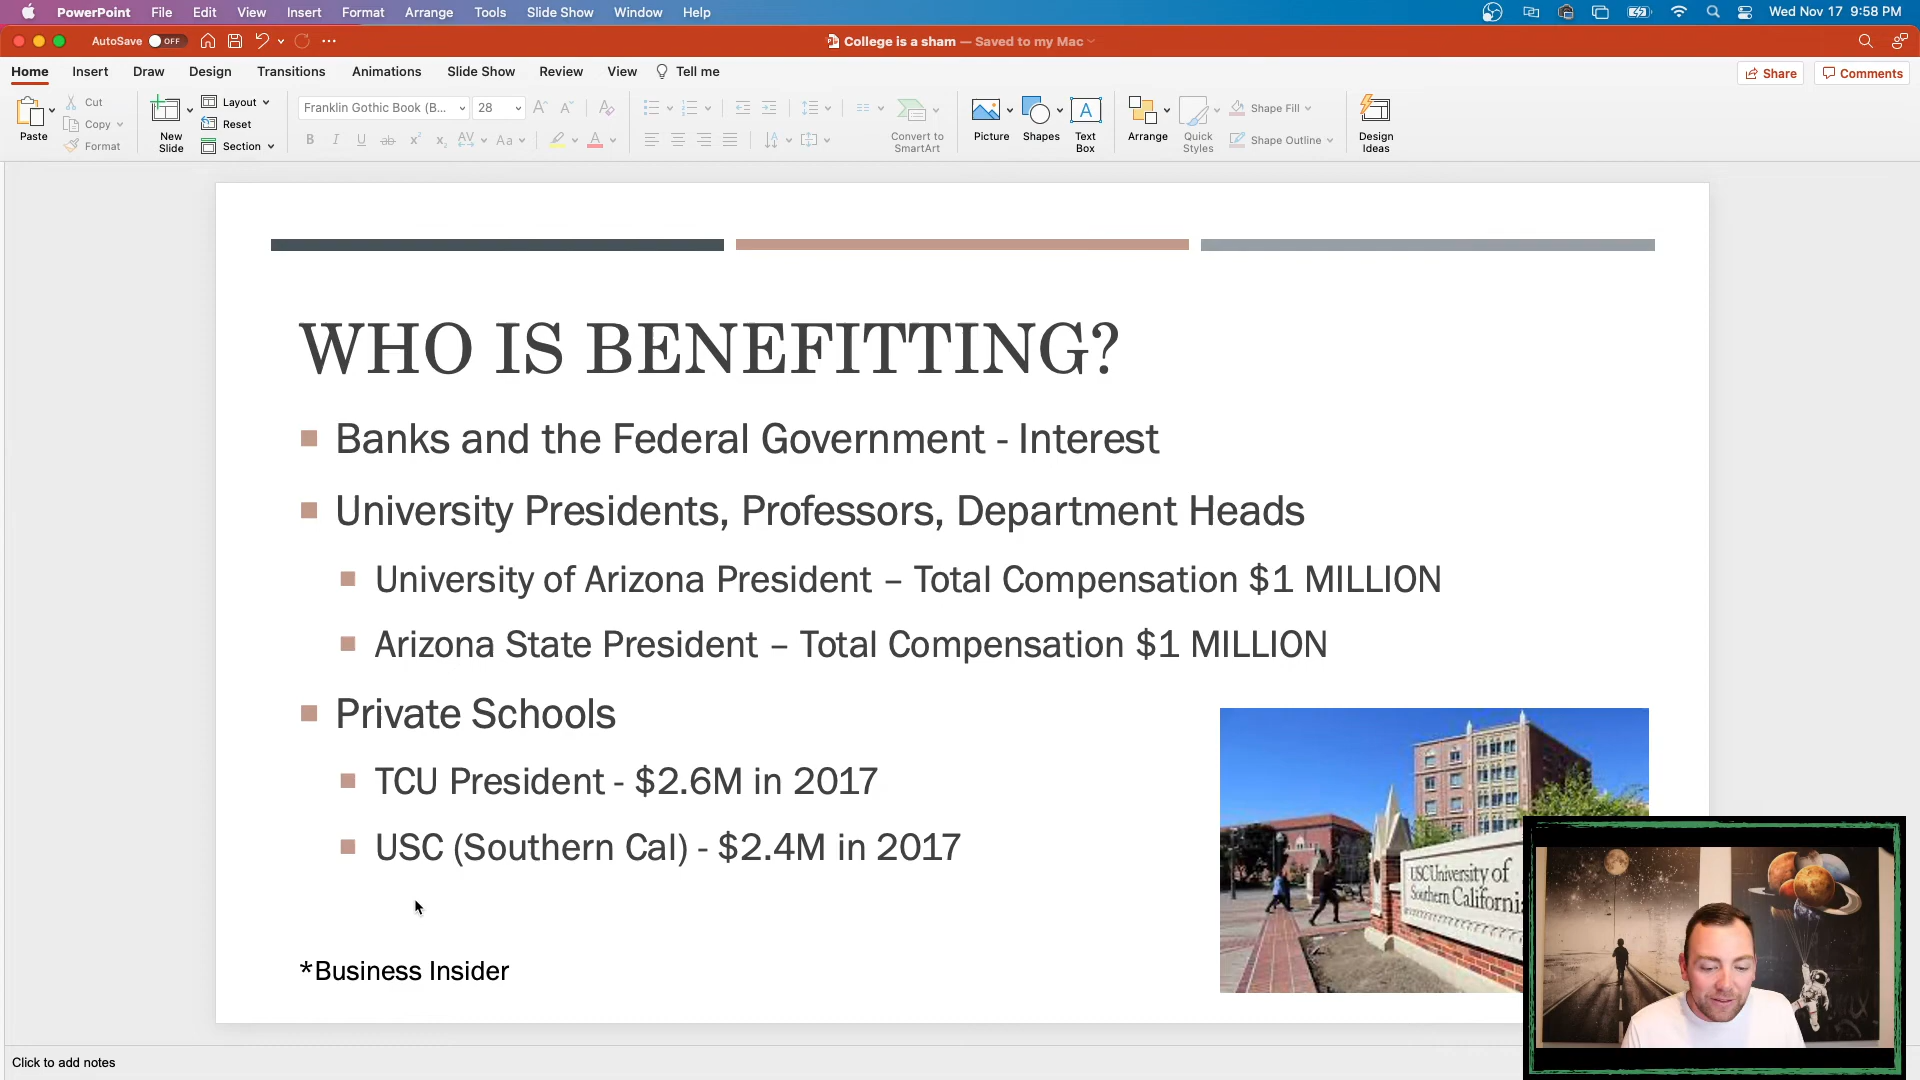 PowerPoint File Edit View Insert Format Arrange Tools Slide Show Window Help
Wed Nov 17 9:58 PM
AutoSave OFF
College is a sham — Saved to my Mac
Home Insert Draw Design Transitions Animations Slide Show Review View Tell me
Share Comments
Paste
Cut
Copy
Format
New
Slide
Layout
Reset
Section
Franklin Gothic Book (B... 28
Convert to
SmartArt
Picture
Shapes
Text
Box
Arrange
Quick
Styles
Shape Fill
Shape Outline
Design
Ideas
WHO IS BENEFITTING?
Banks and the Federal Government - Interest
University Presidents, Professors, Department Heads
University of Arizona President – Total Compensation $1 MILLION
Arizona State President – Total Compensation $1 MILLION
Private Schools
TCU President - $2.6M in 2017
USC (Southern Cal) - $2.4M in 2017
*Business Insider
USC University of
Southern Californi
Click to add notes